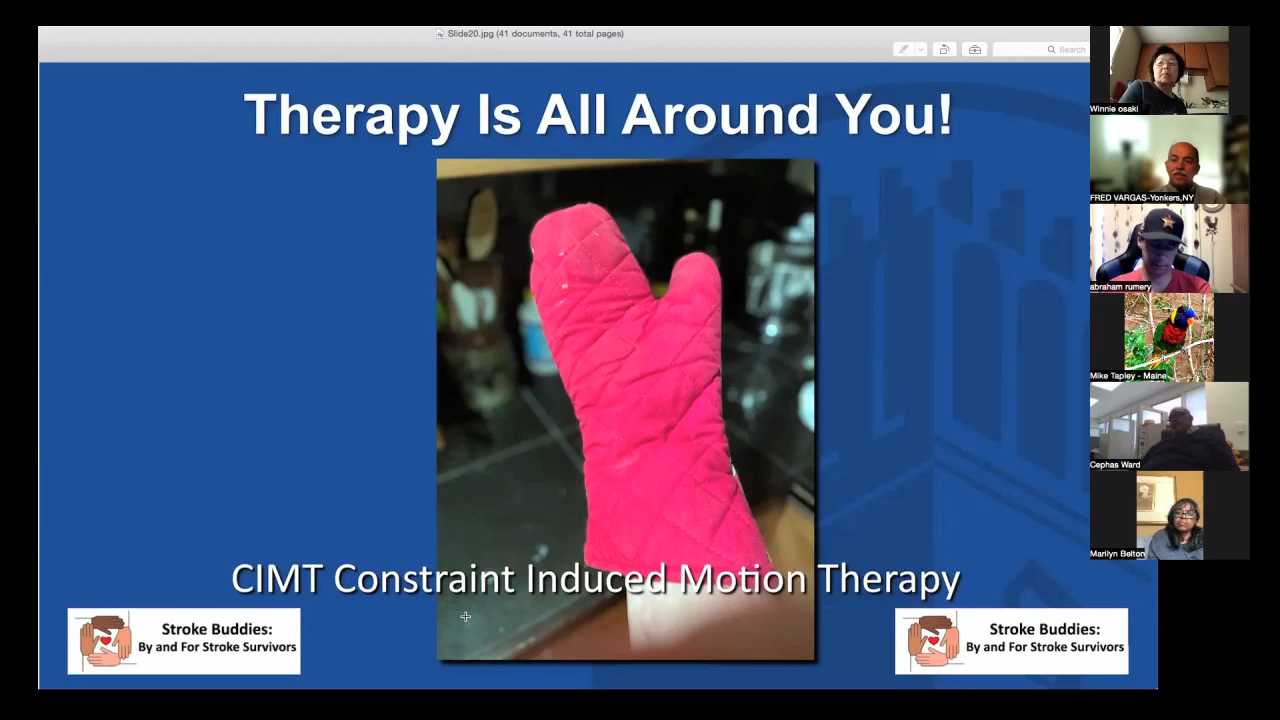 Slide20.jpg (41 documents, 41 total pages)
Search
Therapy Is All Around You!
CIMT Constraint Induced Motion Therapy
Stroke Buddies:
By and For Stroke Survivors
Stroke Buddies:
By and For Stroke Survivors
Winnie osaki
FRED VARGAS-Yonkers,NY
abraham rumery
Mike Tapley - Maine
Cephas Ward
Marilyn Belton